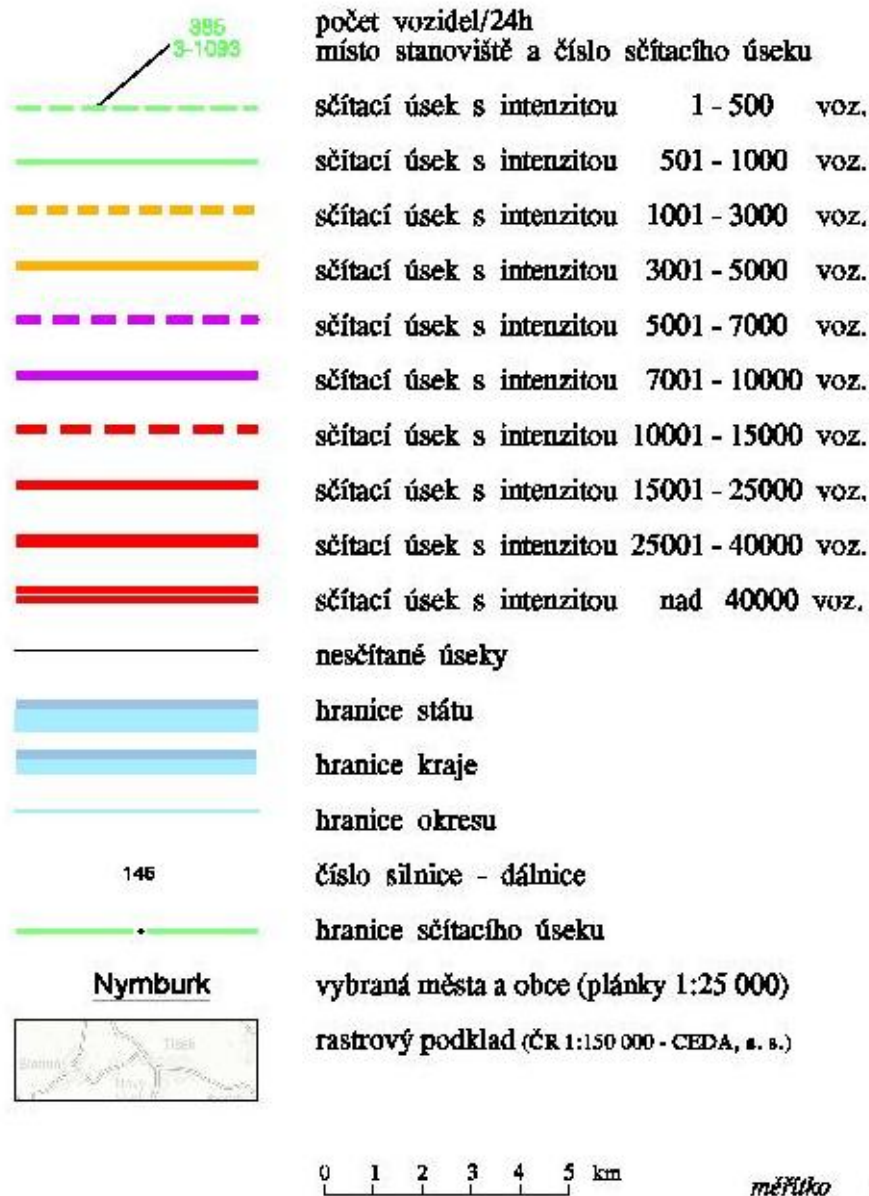 385
3-1093
počet vozidel/24h
místo stanoviště a číslo sčítacího úseku
sčítací úsek s intenzitou 1 - 500 voz.
sčítací úsek s intenzitou 501 - 1000 voz.
sčítací úsek s intenzitou 1001 - 3000 voz.
sčítací úsek s intenzitou 3001 - 5000 voz.
sčítací úsek s intenzitou 5001 - 7000 voz.
sčítací úsek s intenzitou 7001 - 10000 voz.
sčítací úsek s intenzitou 10001 - 15000 voz.
sčítací úsek s intenzitou 15001 - 25000 voz.
sčítací úsek s intenzitou 25001 - 40000 voz.
sčítací úsek s intenzitou nad 40000 voz.
nesčítané úseky
hranice státu
hranice kraje
hranice okresu
145 číslo silnice - dálnice
hranice sčítacího úseku
Nymburk vybraná města a obce (plánky 1:25 000)
rastrový podklad (ČR 1:150 000 - CEDA, a. s.)
0 1 2 3 4 5 km
měřítko